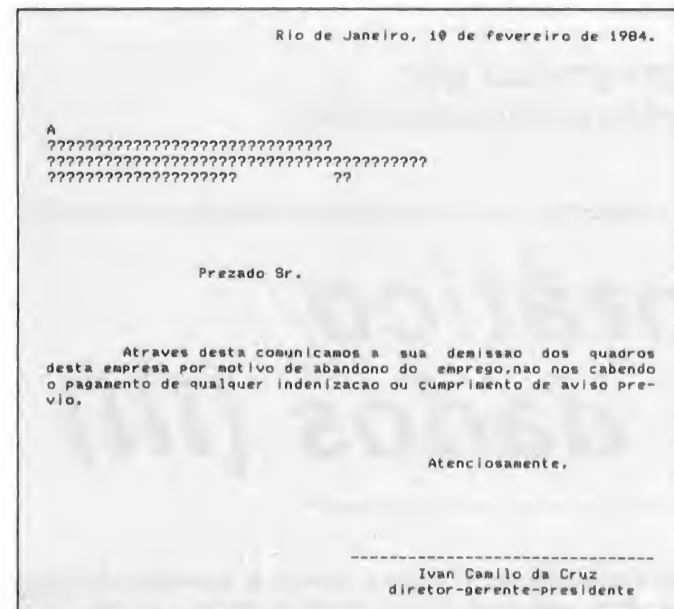 Rio de Janeiro, 10 de fevereiro de 1984.
A
??????????????????????????????
????????????????????????????????????????
???????????????????? ??
Prezado Sr.
Atraves desta comunicamos a sua demissao dos quadros
desta empresa por motivo de abandono do emprego,nao nos cabendo
o pagamento de qualquer indenizacao ou cumprimento de aviso pre-
vio.
Atenciosamente,
--------------------------------
Ivan Camilo da Cruz
diretor-gerente-presidente